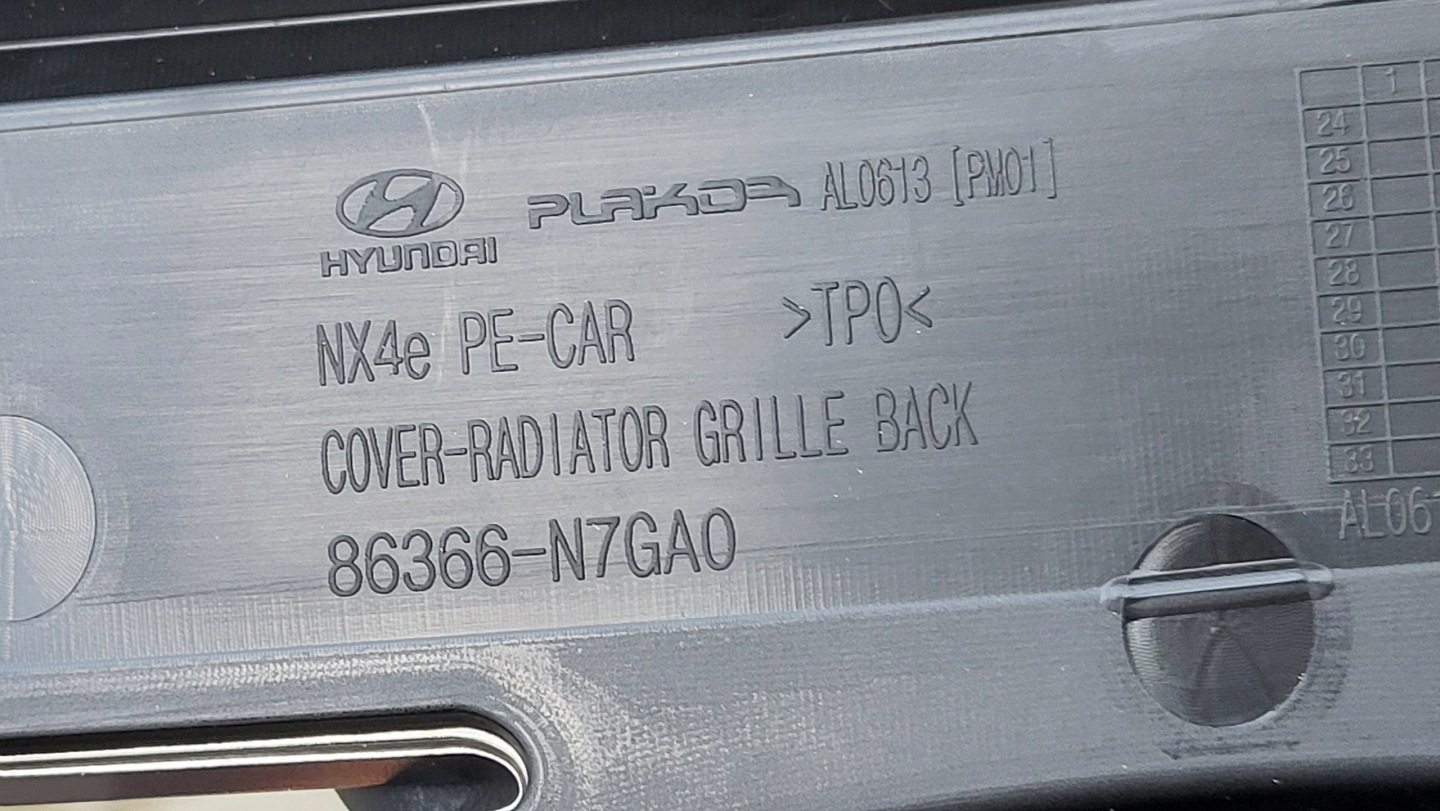 HYUNDAI PLAKOR AL0613 [PM01]
NX4e PE-CAR >TPO<
COVER-RADIATOR GRILLE BACK
86366-N7GA0
1
24
25
26
27
28
29
30
31
32
33